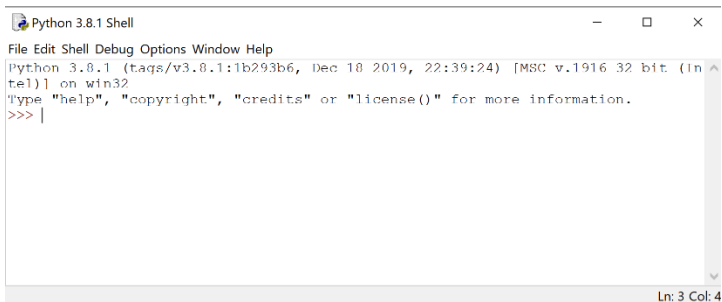 Python 3.8.1 Shell
File Edit Shell Debug Options Window Help
Python 3.8.1 (tags/v3.8.1:1b293b6, Dec 18 2019, 22:39:24) [MSC v.1916 32 bit (In
tel)] on win32
Type "help", "copyright", "credits" or "license()" for more information.
>>>
Ln: 3 Col: 4